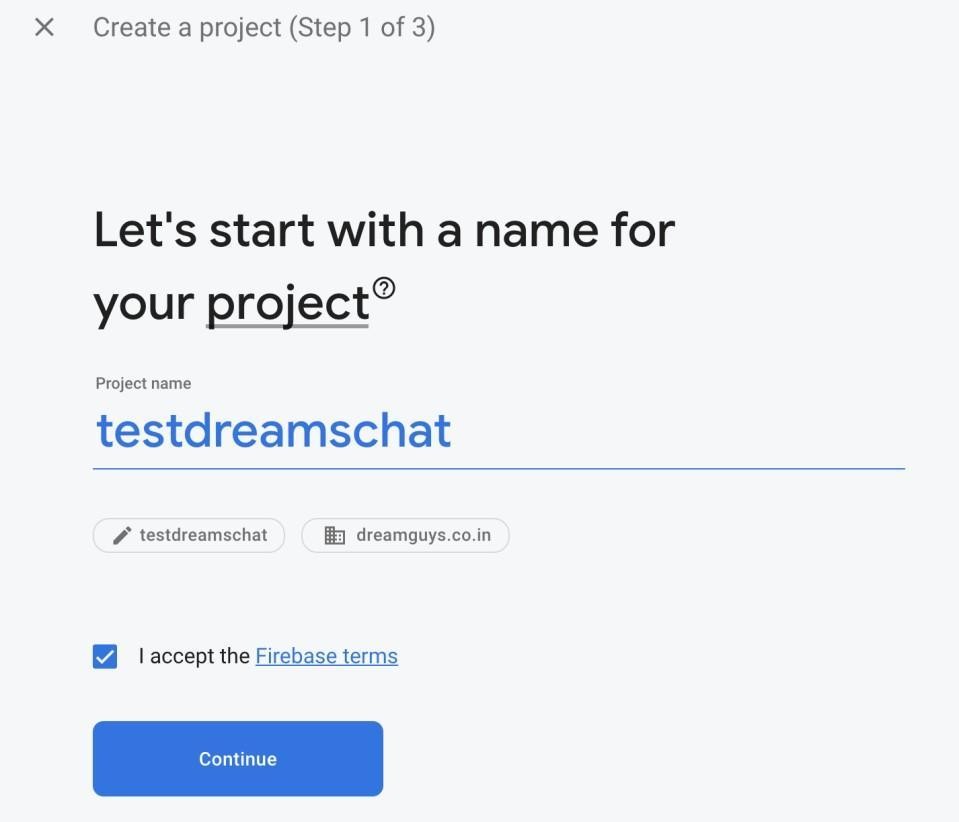 Create a project (Step 1 of 3)
Let's start with a name for
your project
Project name
testdreamschat
testdreamschat
dreamguys.co.in
I accept the Firebase terms
Continue